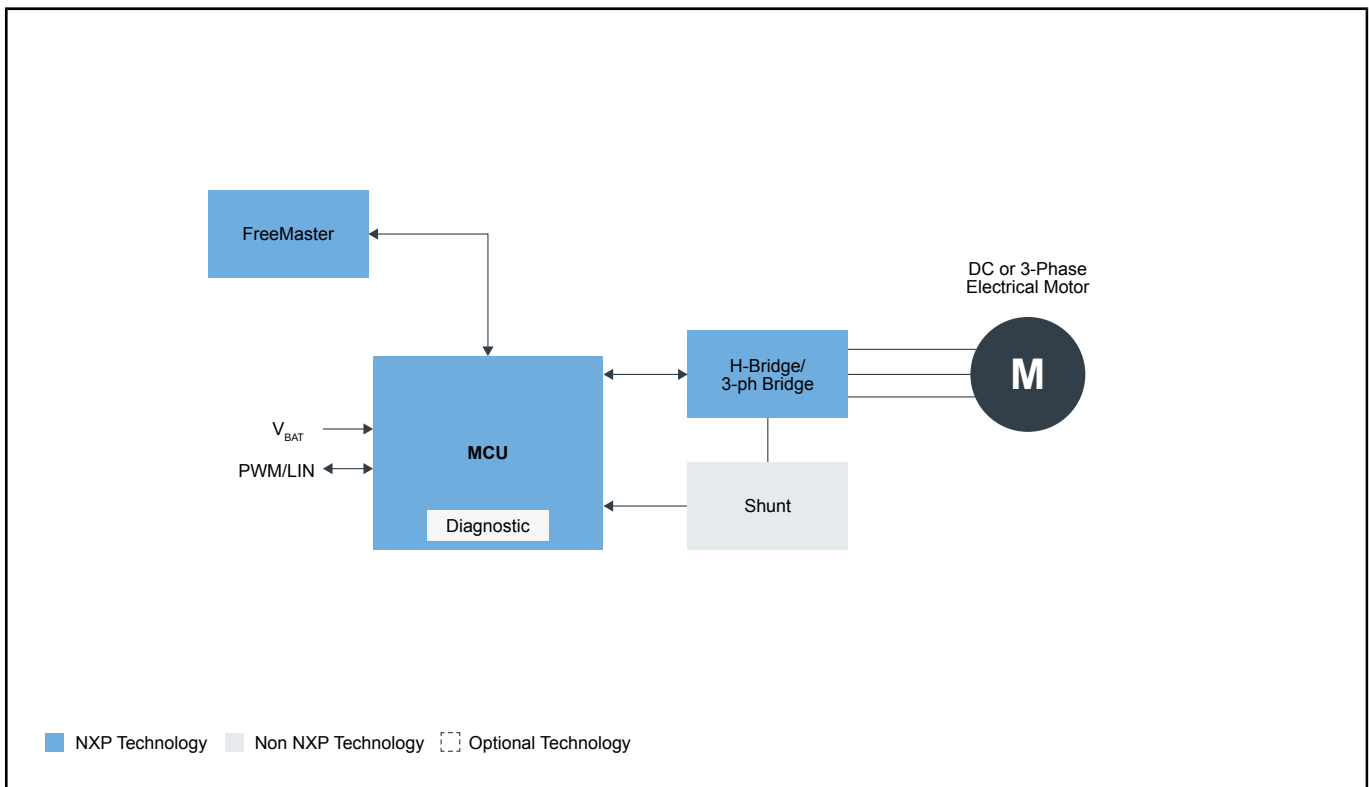 FreeMaster
DC or 3-Phase
Electrical Motor
M
H-Bridge/
3-ph Bridge
VBAT
PWM/LIN
MCU
Diagnostic
Shunt
NXP Technology
Non NXP Technology
Optional Technology